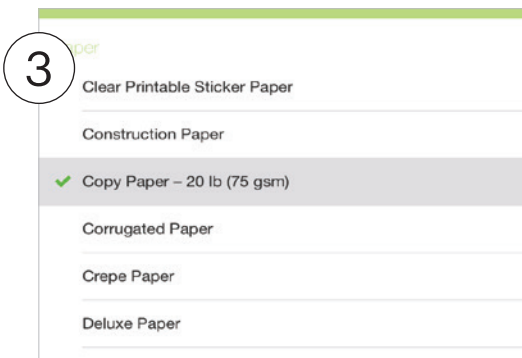 3
Paper
Clear Printable Sticker Paper
Construction Paper
Copy Paper – 20 lb (75 gsm)
Corrugated Paper
Crepe Paper
Deluxe Paper